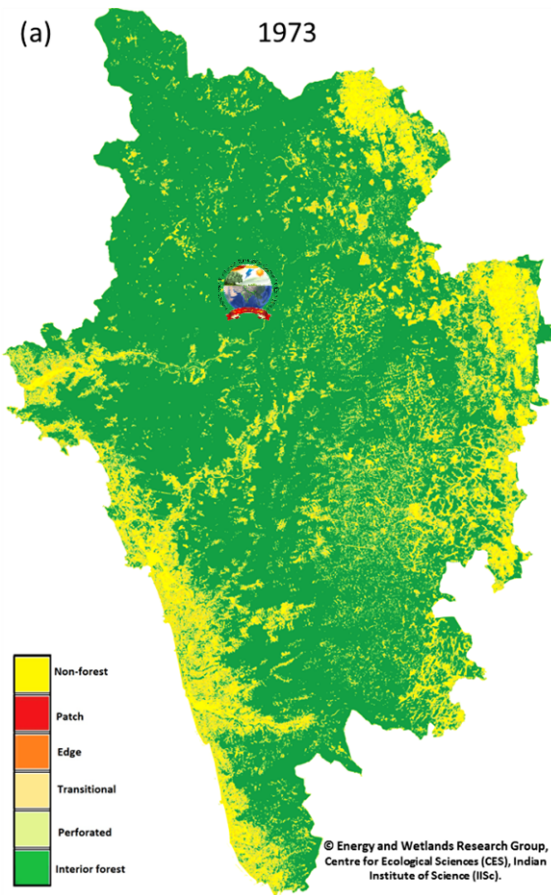 (a) 1973
Non-forest
Patch
Edge
Transitional
Perforated
Interior forest
© Energy and Wetlands Research Group,
Centre for Ecological Sciences (CES), Indian
Institute of Science (IISc).